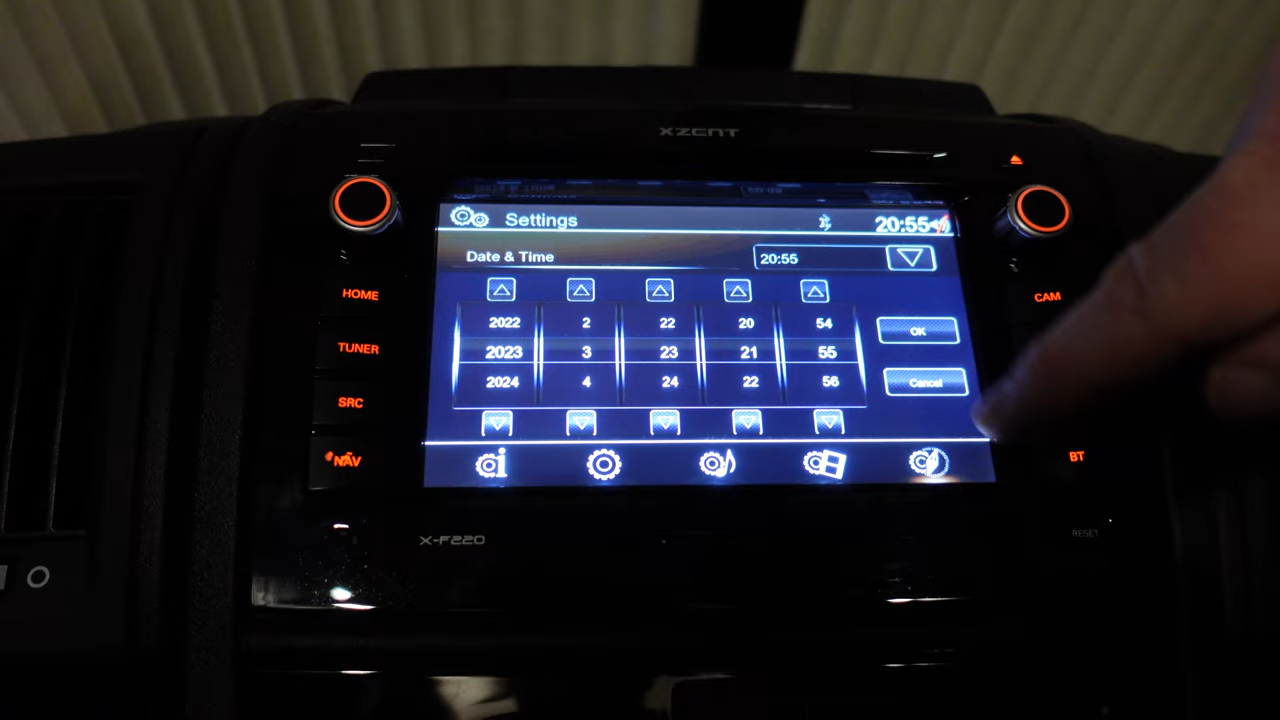 XZENT
Settings 20:55
Date & Time 20:55
2022 2 22 20 54
2023 3 23 21 55
2024 4 24 22 56
OK
Cancel
HOME
TUNER
SRC
NAV
CAM
BT
X-F220
RESET